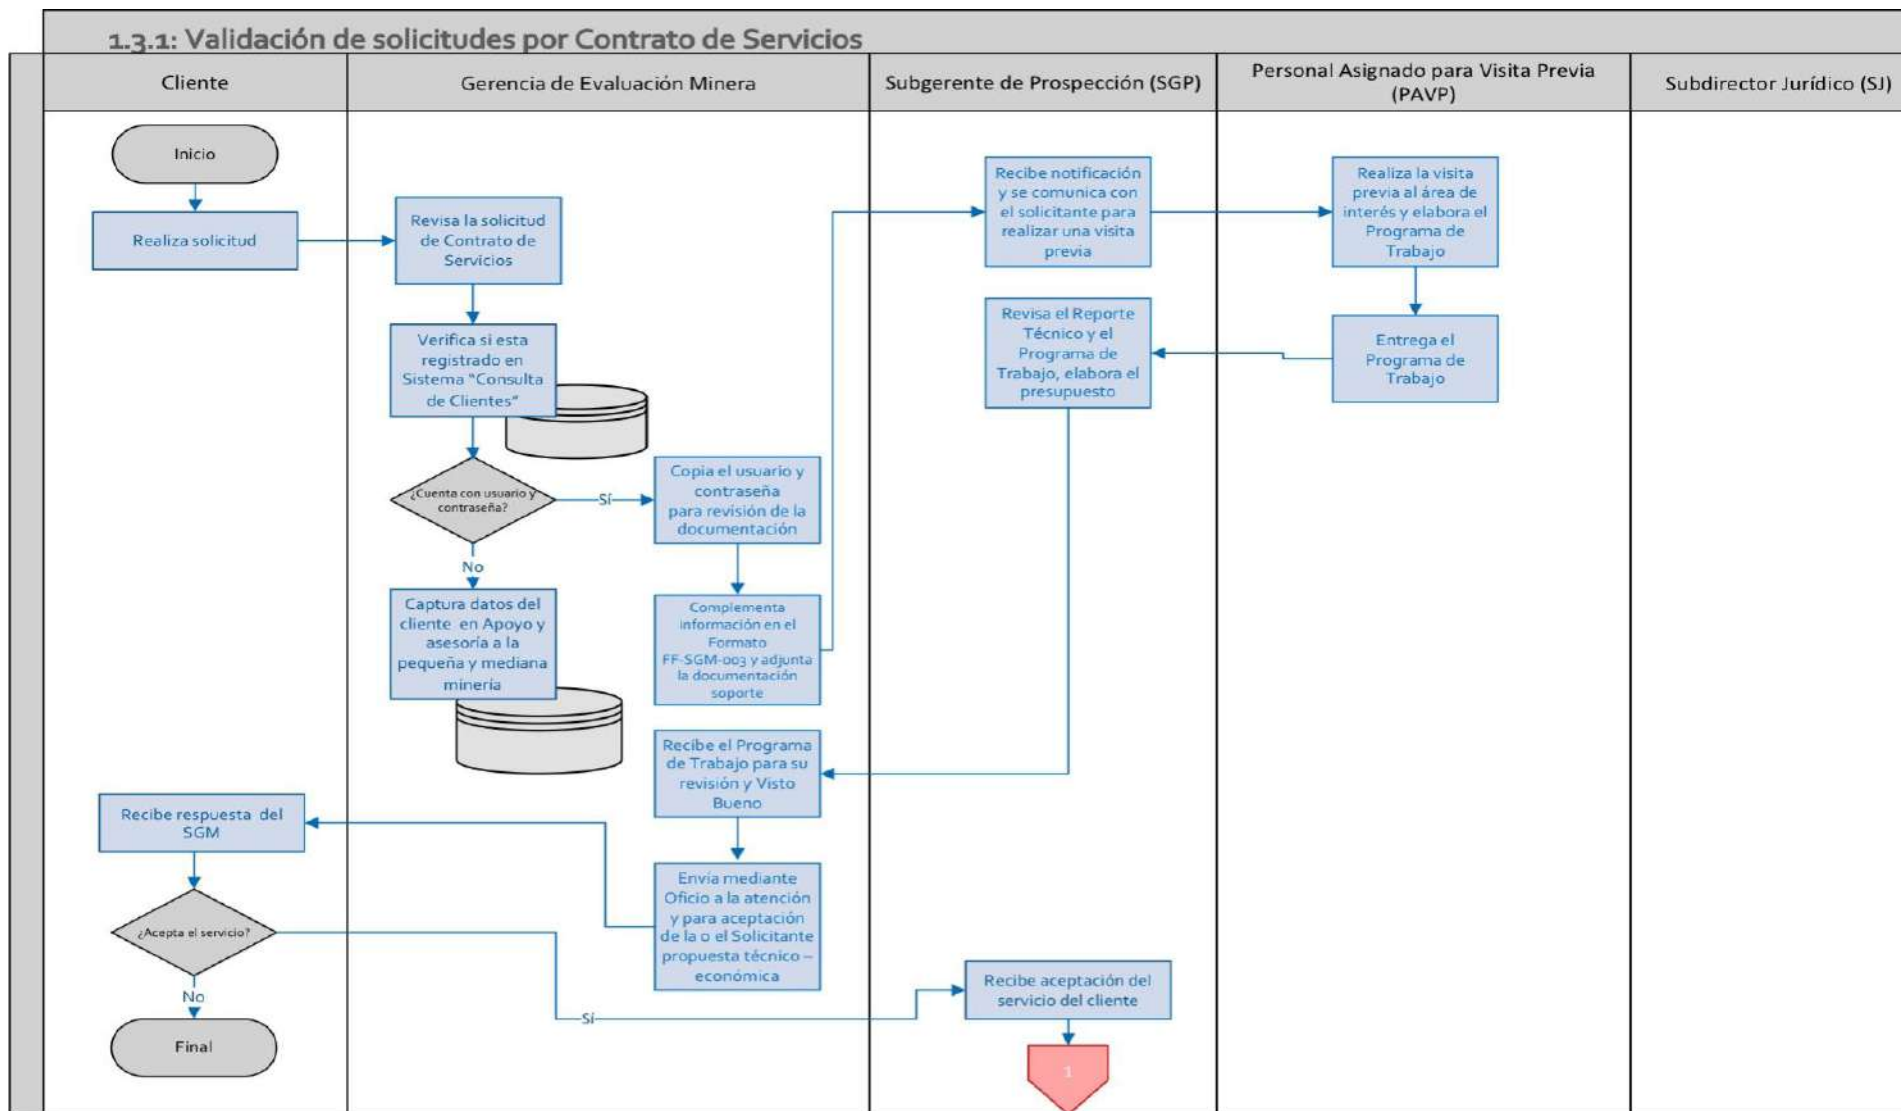 1.3.1: Validación de solicitudes por Contrato de Servicios
Cliente
Gerencia de Evaluación Minera
Subgerente de Prospección (SGP)
Personal Asignado para Visita Previa
(PAVP)
Subdirector Jurídico (SJ)
Inicio
Realiza solicitud
Revisa la solicitud
de Contrato de
Servicios
Verifica si esta
registrado en
Sistema "Consulta
de Clientes"
¿Cuenta con usuario y
contraseña?
Sí
No
Copia el usuario y
contraseña
para revisión de la
documentación
Captura datos del
cliente en Apoyo y
asesoría a la
pequeña y mediana
minería
Complementa
información en el
Formato
FF-SGM-003 y adjunta
la documentación
soporte
Recibe notificación
y se comunica con
el solicitante para
realizar una visita
previa
Realiza la visita
previa al área de
interés y elabora el
Programa de
Trabajo
Entrega el
Programa de
Trabajo
Revisa el Reporte
Técnico y el
Programa de
Trabajo, elabora el
presupuesto
Recibe el Programa
de Trabajo para su
revisión y Visto
Bueno
Envía mediante
Oficio a la atención
y para aceptación
de la o el Solicitante
propuesta técnico –
económica
Recibe respuesta del
SGM
¿Acepta el servicio?
No
Sí
Final
Recibe aceptación del
servicio del cliente
1